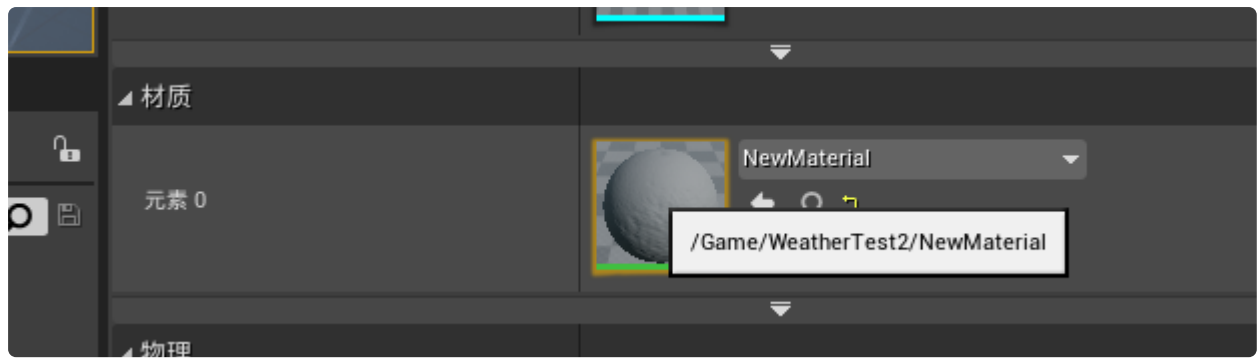 材质
元素 0
NewMaterial
/Game/WeatherTest2/NewMaterial
物理